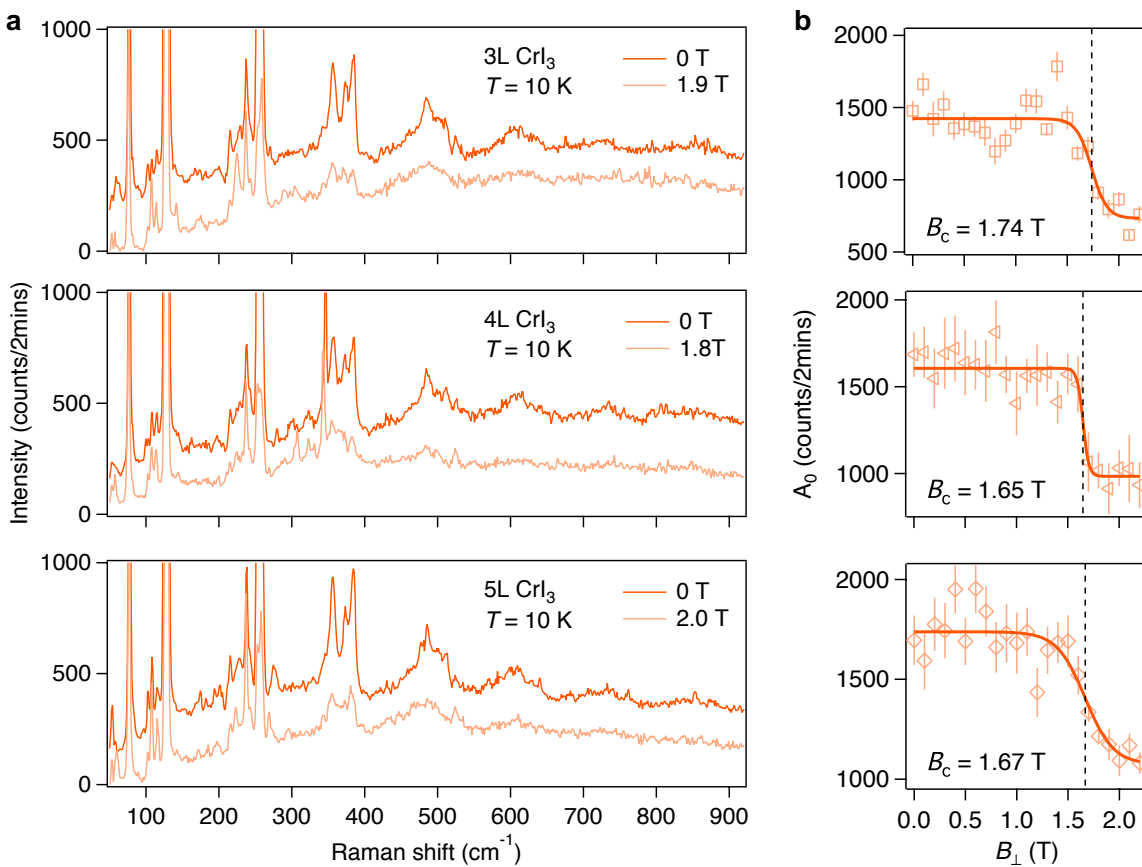 a
Intensity (counts/2mins)
1000
500
0
3L CrI₃
T = 10 K
0 T
1.9 T
1000
500
0
4L CrI₃
T = 10 K
0 T
1.8T
1000
500
0
5L CrI₃
T = 10 K
0 T
2.0 T
100 200 300 400 500 600 700 800 900
Raman shift (cm⁻¹)
b
A₀ (counts/2mins)
2000
1500
1000
500
B_c = 1.74 T
2000
1500
1000
B_c = 1.65 T
2000
1500
1000
B_c = 1.67 T
0.0 0.5 1.0 1.5 2.0
B⊥ (T)